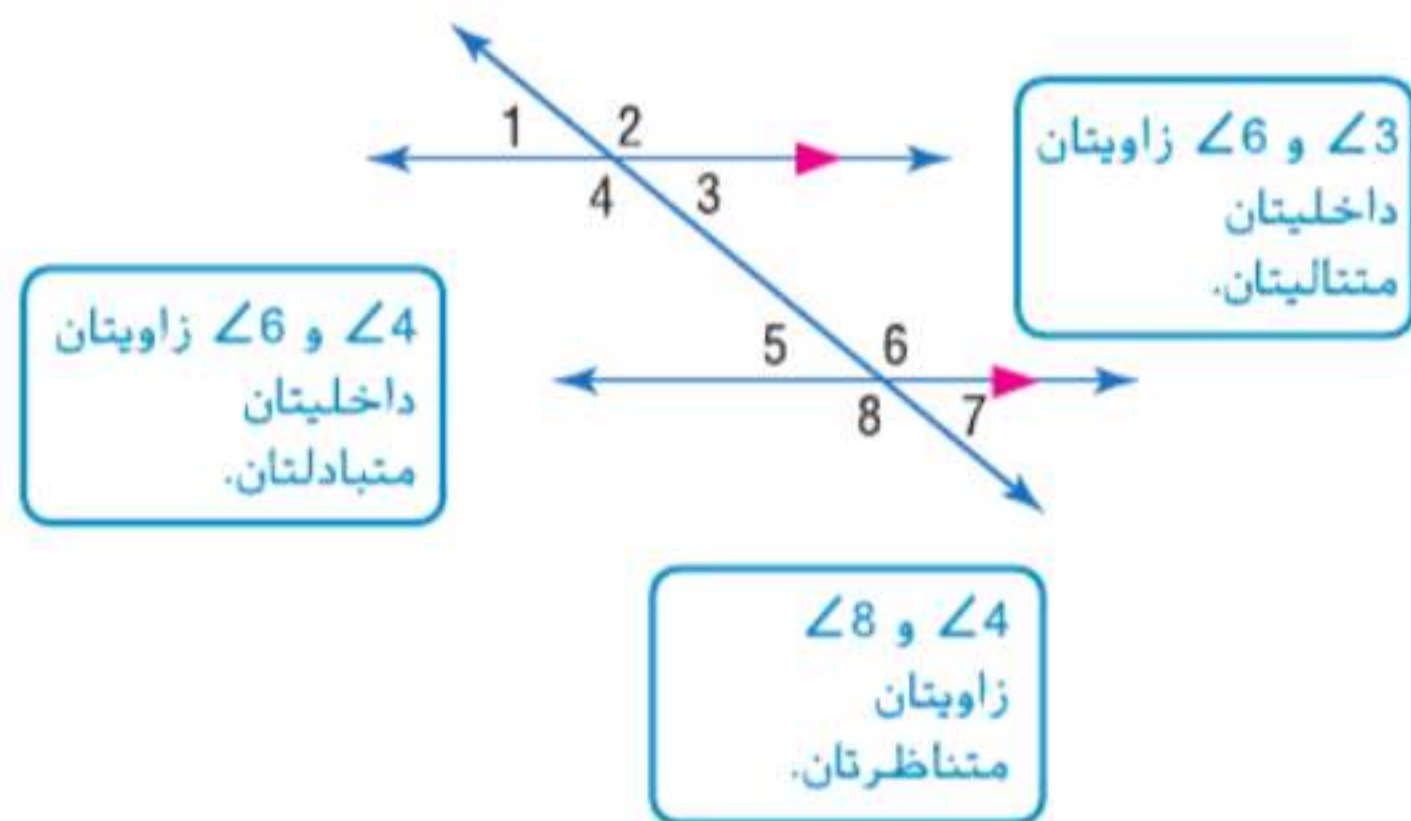 1 2
4 3
∠3 و ∠6 زاويتان
داخليتان
متتاليتان.
∠4 و ∠6 زاويتان
داخليتان
متبادلتان.
5 6
8 7
∠4 و ∠8
زاويتان
متناظرتان.